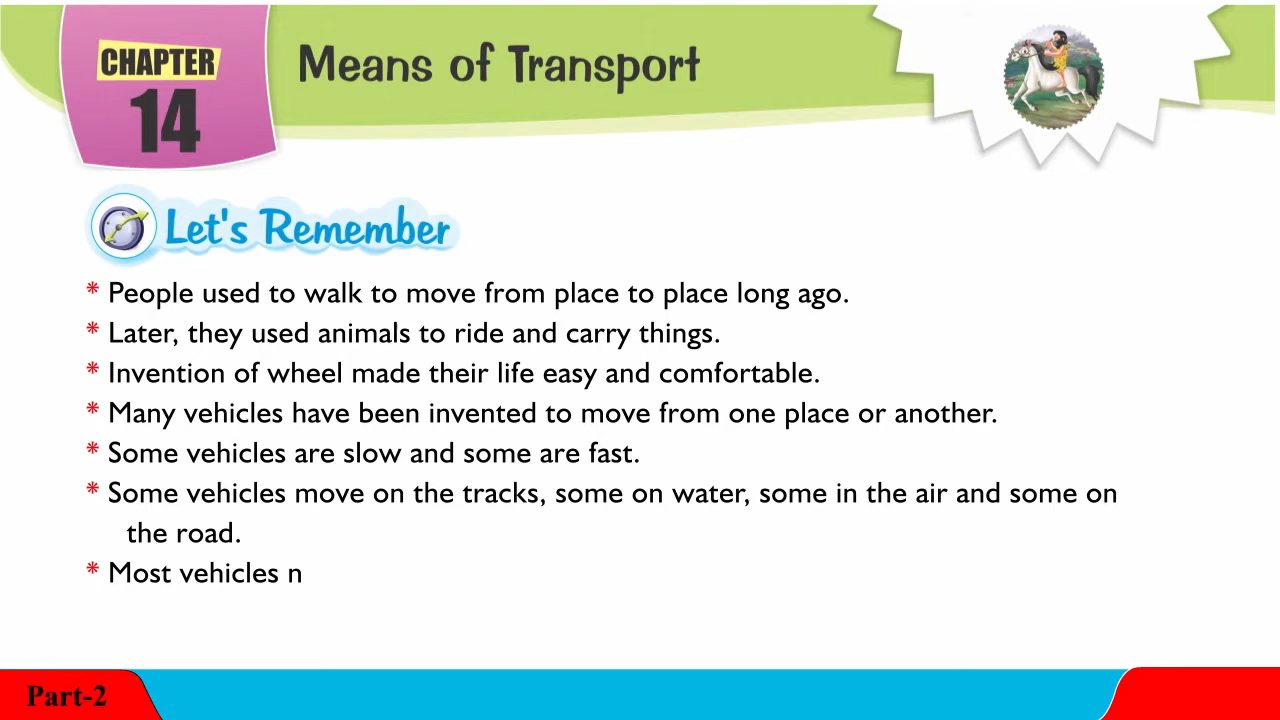 CHAPTER
14
Means of Transport
Let's Remember
* People used to walk to move from place to place long ago.
* Later, they used animals to ride and carry things.
* Invention of wheel made their life easy and comfortable.
* Many vehicles have been invented to move from one place or another.
* Some vehicles are slow and some are fast.
* Some vehicles move on the tracks, some on water, some in the air and some on
the road.
* Most vehicles n
Part-2